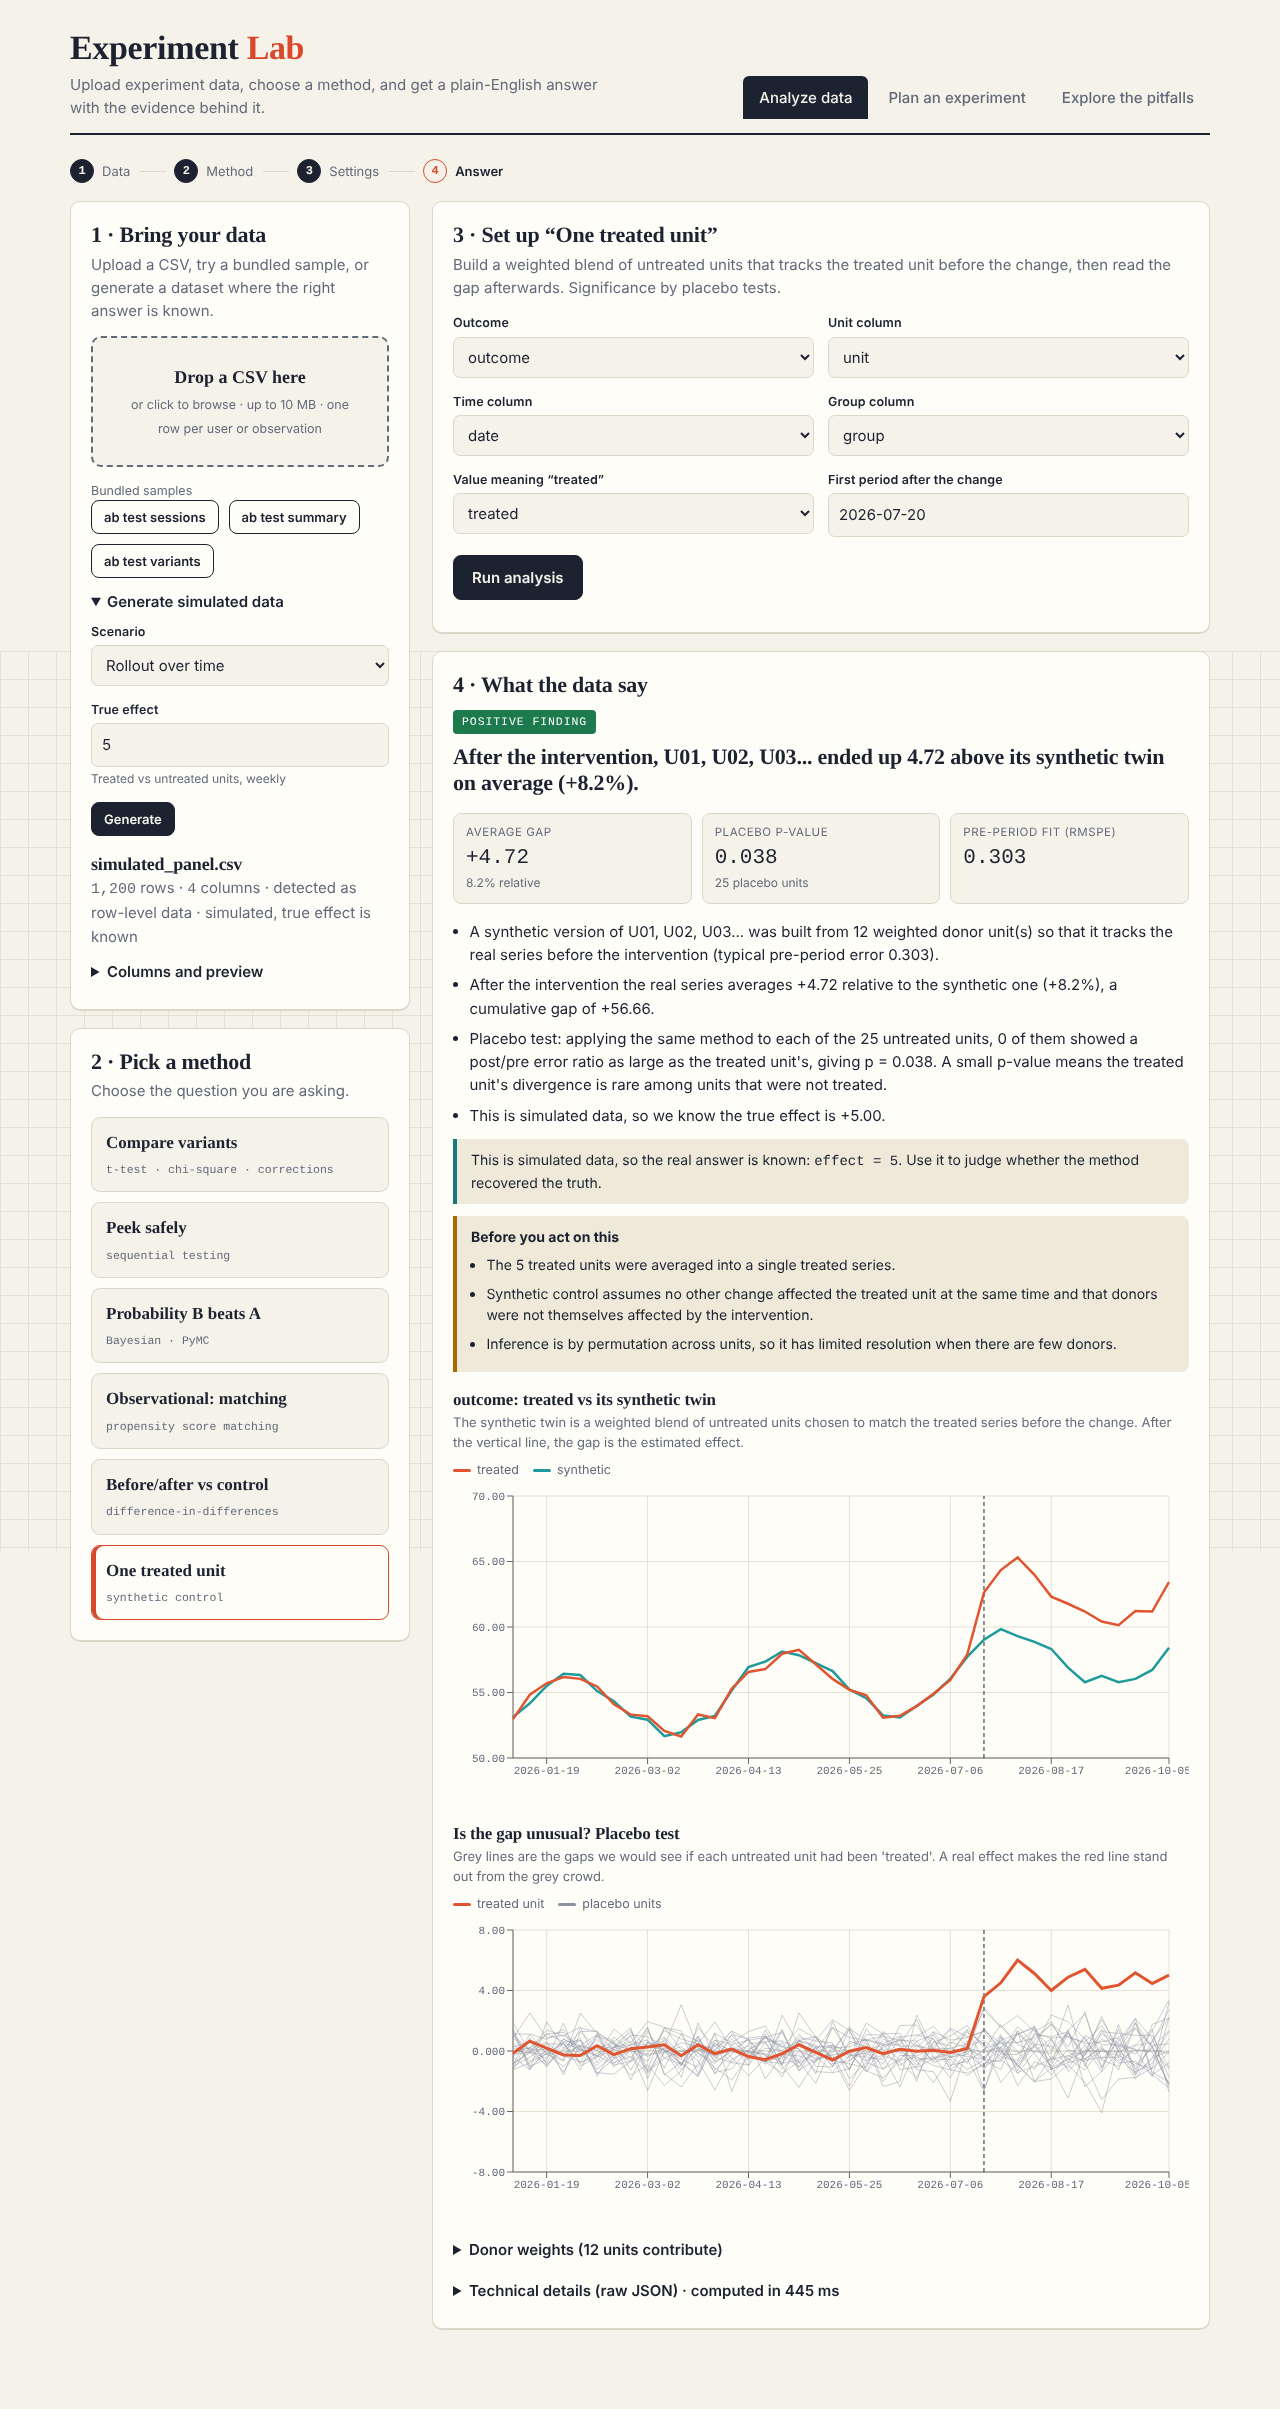 Experiment Lab
Upload experiment data, choose a method, and get a plain-English answer
with the evidence behind it.
Analyze data
Plan an experiment
Explore the pitfalls
1 Data
2 Method
3 Settings
4 Answer
1 · Bring your data
Upload a CSV, try a bundled sample, or
generate a dataset where the right
answer is known.
Drop a CSV here
or click to browse · up to 10 MB · one
row per user or observation
Bundled samples
ab test sessions
ab test summary
ab test variants
▼ Generate simulated data
Scenario
Rollout over time
True effect
5
Treated vs untreated units, weekly
Generate
simulated_panel.csv
1,200 rows · 4 columns · detected as
row-level data · simulated, true effect is
known
▶ Columns and preview
2 · Pick a method
Choose the question you are asking.
Compare variants
t-test · chi-square · corrections
Peek safely
sequential testing
Probability B beats A
Bayesian · PyMC
Observational: matching
propensity score matching
Before/after vs control
difference-in-differences
One treated unit
synthetic control
3 · Set up “One treated unit”
Build a weighted blend of untreated units that tracks the treated unit before the change, then read the
gap afterwards. Significance by placebo tests.
Outcome
outcome
Unit column
unit
Time column
date
Group column
group
Value meaning “treated”
treated
First period after the change
2026-07-20
Run analysis
4 · What the data say
POSITIVE FINDING
After the intervention, U01, U02, U03... ended up 4.72 above its synthetic twin
on average (+8.2%).
AVERAGE GAP
+4.72
8.2% relative
PLACEBO P-VALUE
0.038
25 placebo units
PRE-PERIOD FIT (RMSPE)
0.303
• A synthetic version of U01, U02, U03... was built from 12 weighted donor unit(s) so that it tracks the
real series before the intervention (typical pre-period error 0.303).
• After the intervention the real series averages +4.72 relative to the synthetic one (+8.2%), a
cumulative gap of +56.66.
• Placebo test: applying the same method to each of the 25 untreated units, 0 of them showed a
post/pre error ratio as large as the treated unit's, giving p = 0.038. A small p-value means the treated
unit's divergence is rare among units that were not treated.
• This is simulated data, so we know the true effect is +5.00.
This is simulated data, so the real answer is known: effect = 5. Use it to judge whether the method
recovered the truth.
Before you act on this
• The 5 treated units were averaged into a single treated series.
• Synthetic control assumes no other change affected the treated unit at the same time and that donors
were not themselves affected by the intervention.
• Inference is by permutation across units, so it has limited resolution when there are few donors.
outcome: treated vs its synthetic twin
The synthetic twin is a weighted blend of untreated units chosen to match the treated series before the change. After
the vertical line, the gap is the estimated effect.
treated synthetic
70.00
65.00
60.00
55.00
50.00
2026-01-19 2026-03-02 2026-04-13 2026-05-25 2026-07-06 2026-08-17 2026-10-05
Is the gap unusual? Placebo test
Grey lines are the gaps we would see if each untreated unit had been 'treated'. A real effect makes the red line stand
out from the grey crowd.
treated unit placebo units
8.00
4.00
0.000
-4.00
-8.00
2026-01-19 2026-03-02 2026-04-13 2026-05-25 2026-07-06 2026-08-17 2026-10-05
▶ Donor weights (12 units contribute)
▶ Technical details (raw JSON) · computed in 445 ms